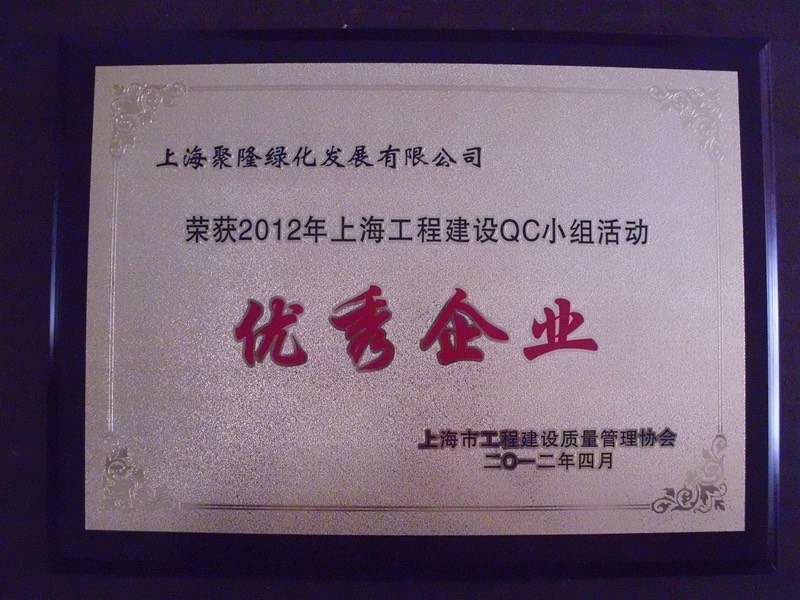 上海聚隆绿化发展有限公司
荣获2012年上海工程建设QC小组活动
优秀企业
上海市工程建设质量管理协会
二〇一二年四月